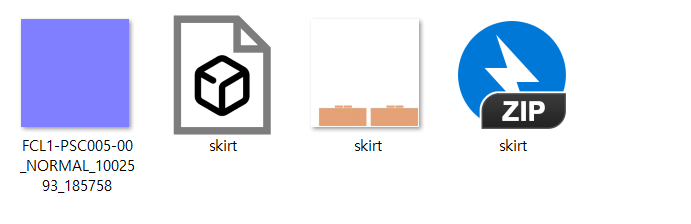 ZIP
FCL1-PSC005-00
_NORMAL_10025
93_185758
skirt
skirt
skirt